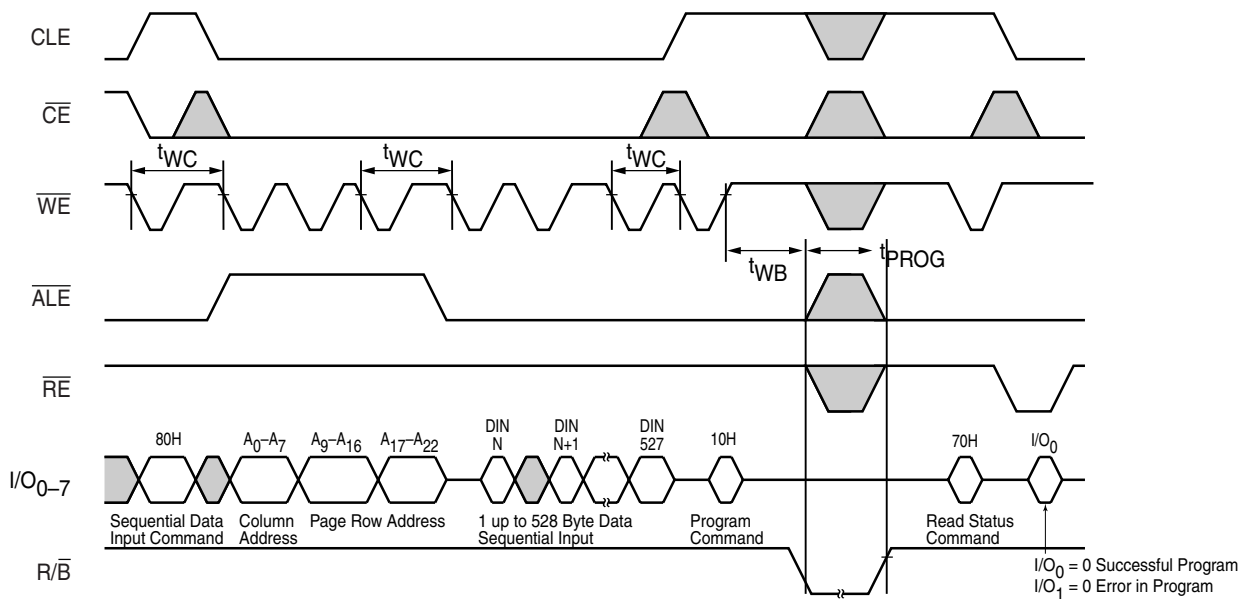 CLE
CE
tWC tWC tWC
WE
tWB tPROG
ALE
RE
80H A0–A7 A9–A16 A17–A22 DIN N DIN N+1 DIN 527 10H 70H I/O0
I/O0–7
Sequential Data Input Command
Column Address
Page Row Address
1 up to 528 Byte Data Sequential Input
Program Command
Read Status Command
R/B
I/O0 = 0 Successful Program
I/O1 = 0 Error in Program